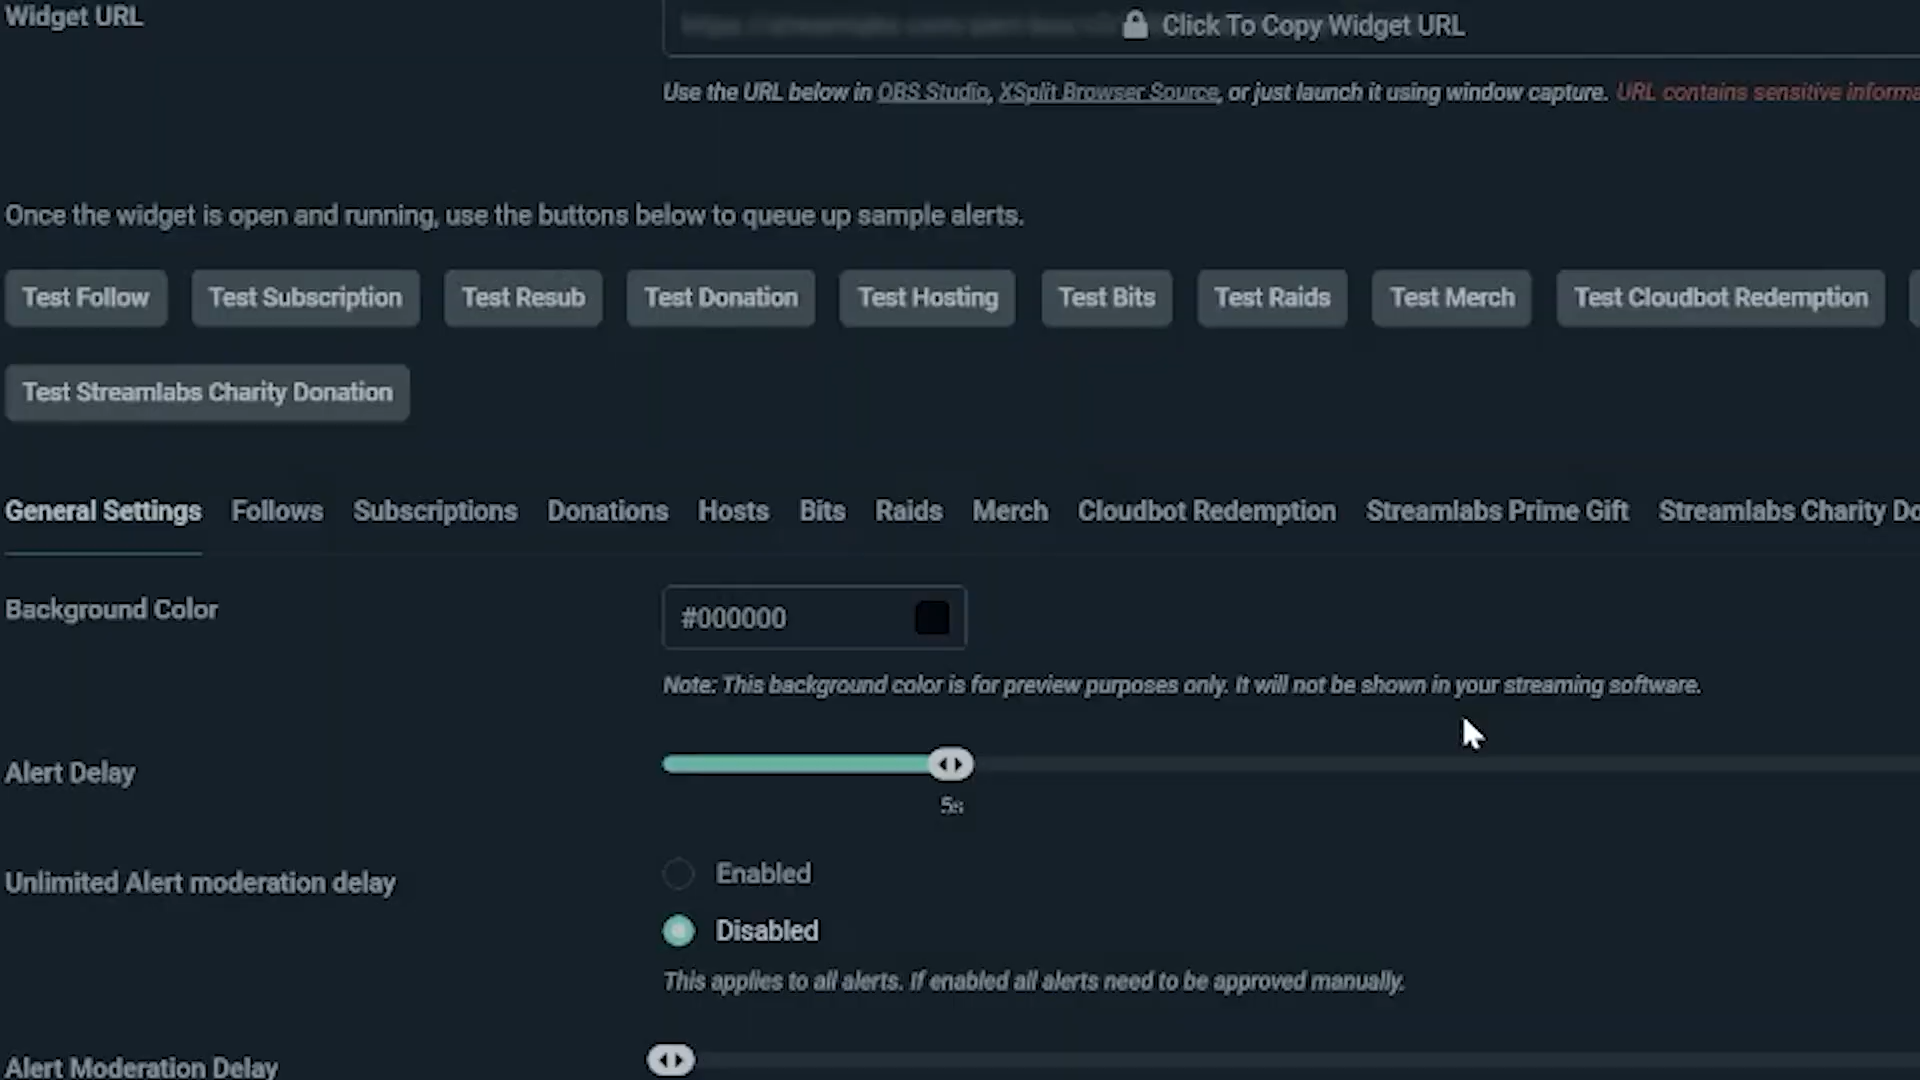 Widget URL
Click To Copy Widget URL
Use the URL below in OBS Studio, XSplit Browser Source, or just launch it using window capture. URL contains sensitive
Once the widget is open and running, use the buttons below to queue up sample alerts.
Test Follow Test Subscription Test Resub Test Donation Test Hosting Test Bits Test Raids Test Merch Test Cloudbot Redemption
Test Streamlabs Charity Donation
General Settings Follows Subscriptions Donations Hosts Bits Raids Merch Cloudbot Redemption Streamlabs Prime Gift Streamlabs Charity
Background Color
#000000
Note: This background color is for preview purposes only. It will not be shown in your streaming software.
Alert Delay
5s
Unlimited Alert moderation delay
Enabled
Disabled
This applies to all alerts. If enabled all alerts need to be approved manually.
Alert Moderation Delay